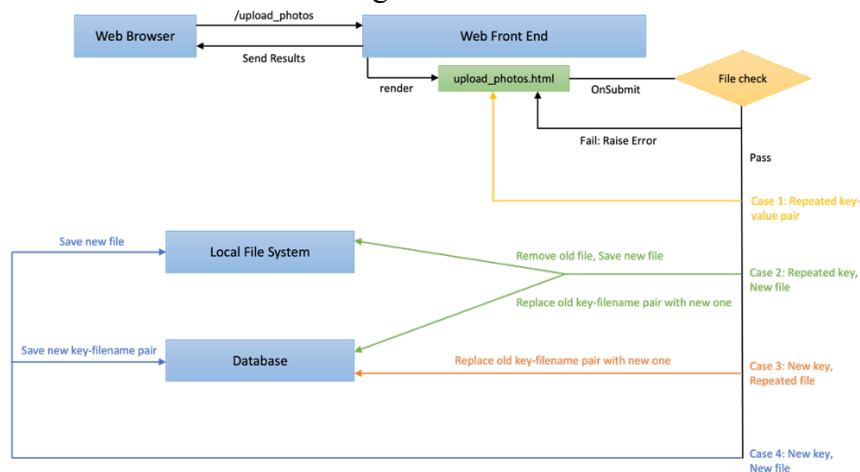 /upload_photos
Web Browser
Web Front End
Send Results
render
upload_photos.html
OnSubmit
File check
Fail: Raise Error
Pass
Case 1: Repeated key-
value pair
Save new file
Local File System
Remove old file, Save new file
Case 2: Repeated key,
New file
Replace old key-filename pair with new one
Save new key-filename pair
Database
Replace old key-filename pair with new one
Case 3: New key,
Repeated file
Case 4: New key,
New file